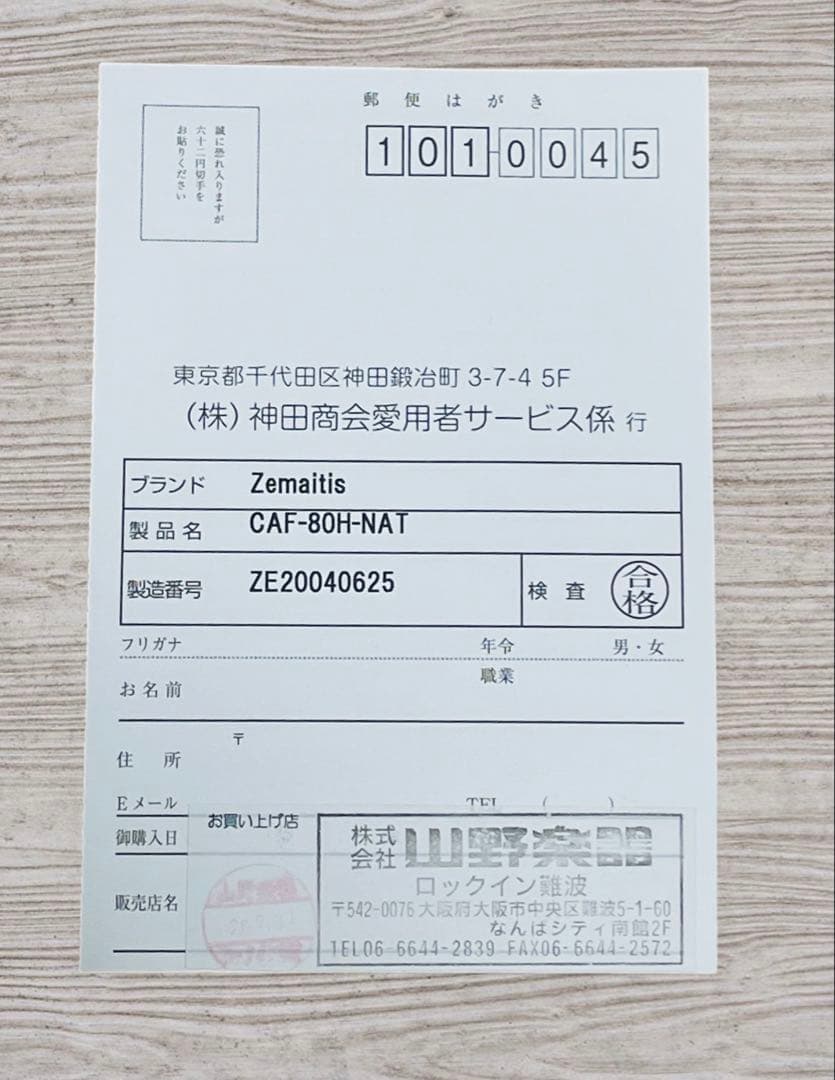 郵便はがき
101-0045
誠に恐れ入りますが
六十二円切手を
お貼りください
東京都千代田区神田鍛冶町 3-7-4 5F
(株) 神田商会愛用者サービス係 行
ブランド Zemaitis
製品名 CAF-80H-NAT
製造番号 ZE20040625 検査 合格
フリガナ 年令 男・女
お名前 職業
住所 〒
Eメール TEL ( )
御購入日
販売店名
お買い上げ店
株式会社 山野楽器
ロックイン難波
〒542-0076 大阪府大阪市中央区難波5-1-60
なんばシティ南館2F
TEL06-6644-2839 FAX06-6644-2572